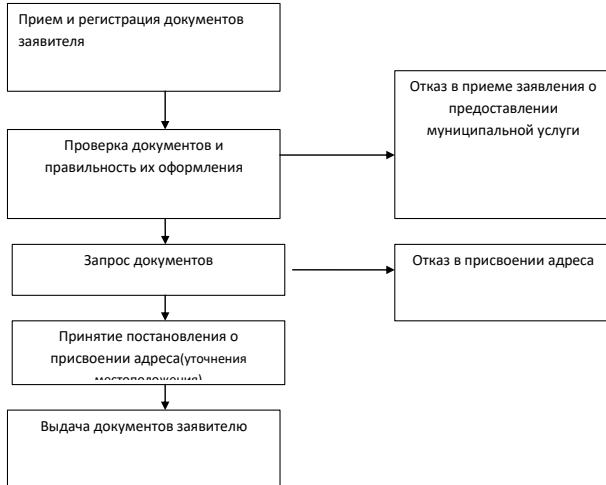 Прием и регистрация документов
заявителя
Отказ в приеме заявления о
предоставлении
муниципальной услуги
Проверка документов и
правильность их оформления
Запрос документов
Отказ в присвоении адреса
Принятие постановления о
присвоении адреса(уточнения
местоположения)
Выдача документов заявителю